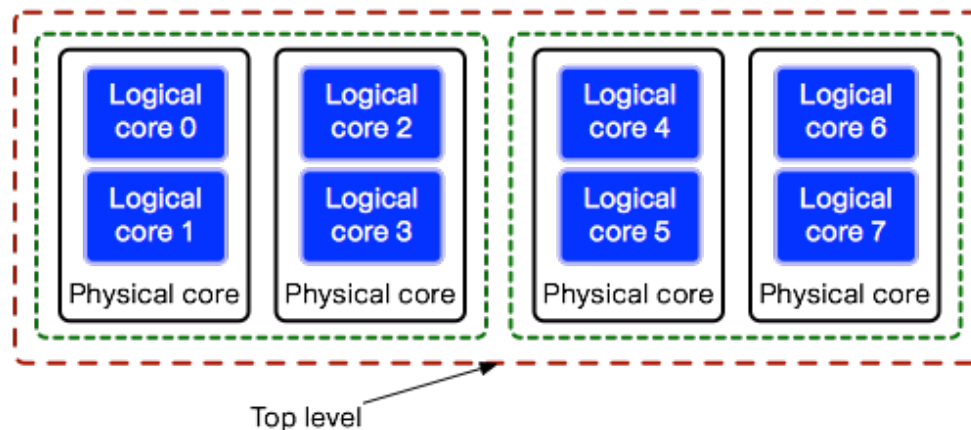 Logical
core 0
Logical
core 2
Logical
core 4
Logical
core 6
Logical
core 1
Logical
core 3
Logical
core 5
Logical
core 7
Physical core
Physical core
Physical core
Physical core
Top level